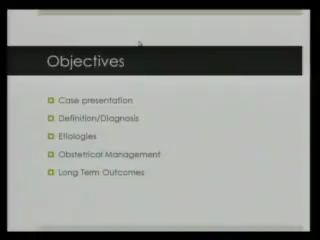 Objectives
Case presentation
Definition/Diagnosis
Etiologies
Obstetrical Management
Long Term Outcomes